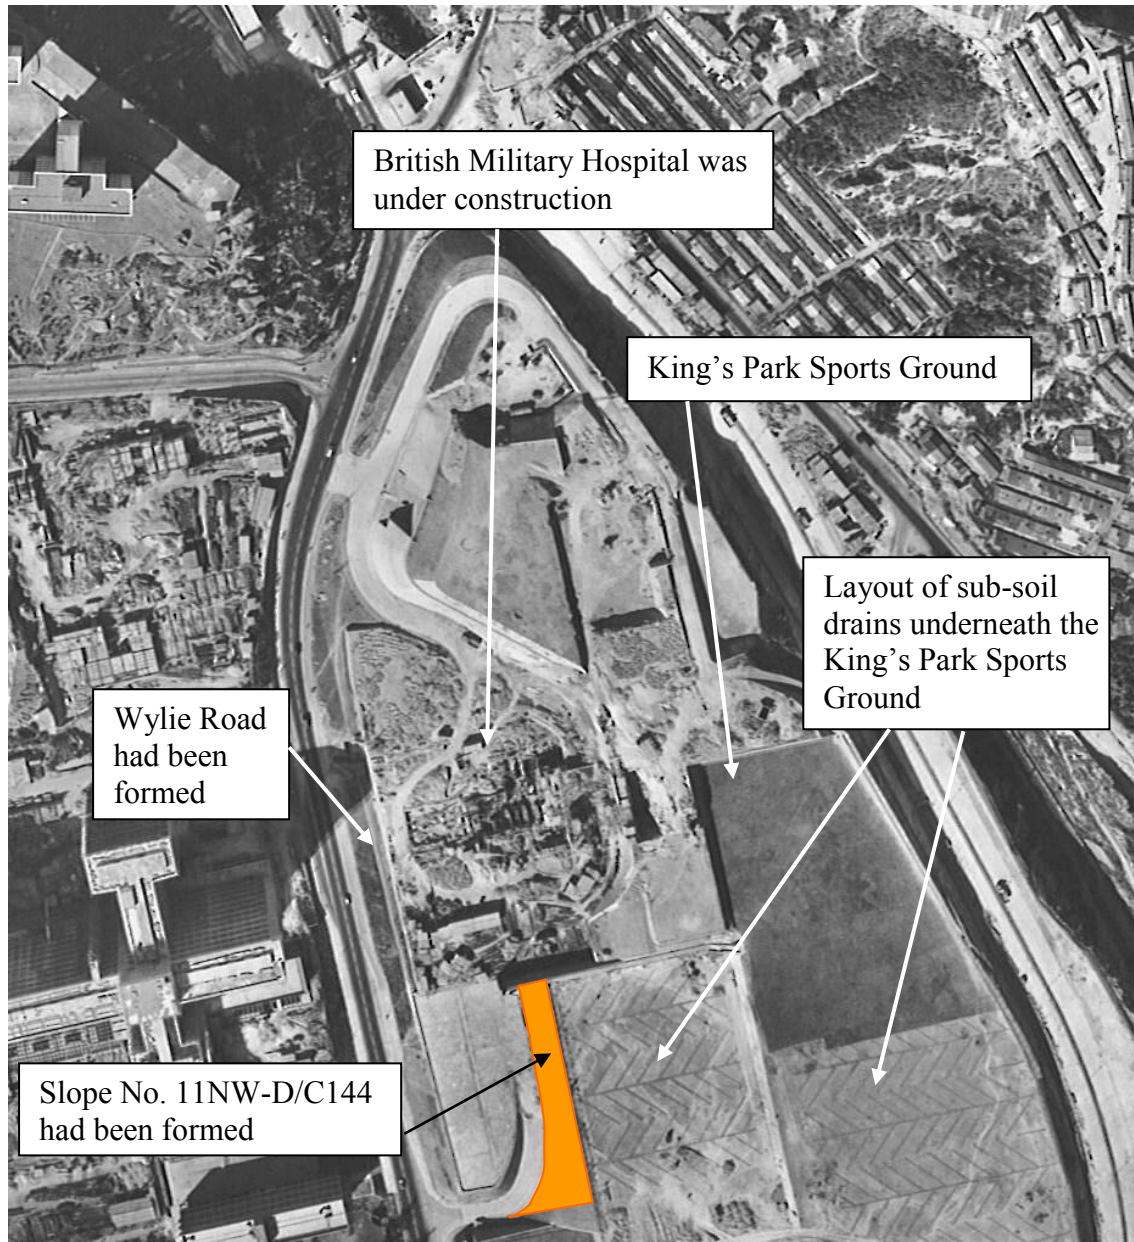 British Military Hospital was
under construction
King’s Park Sports Ground
Layout of sub-soil
drains underneath the
King’s Park Sports
Ground
Wylie Road
had been
formed
Slope No. 11NW-D/C144
had been formed